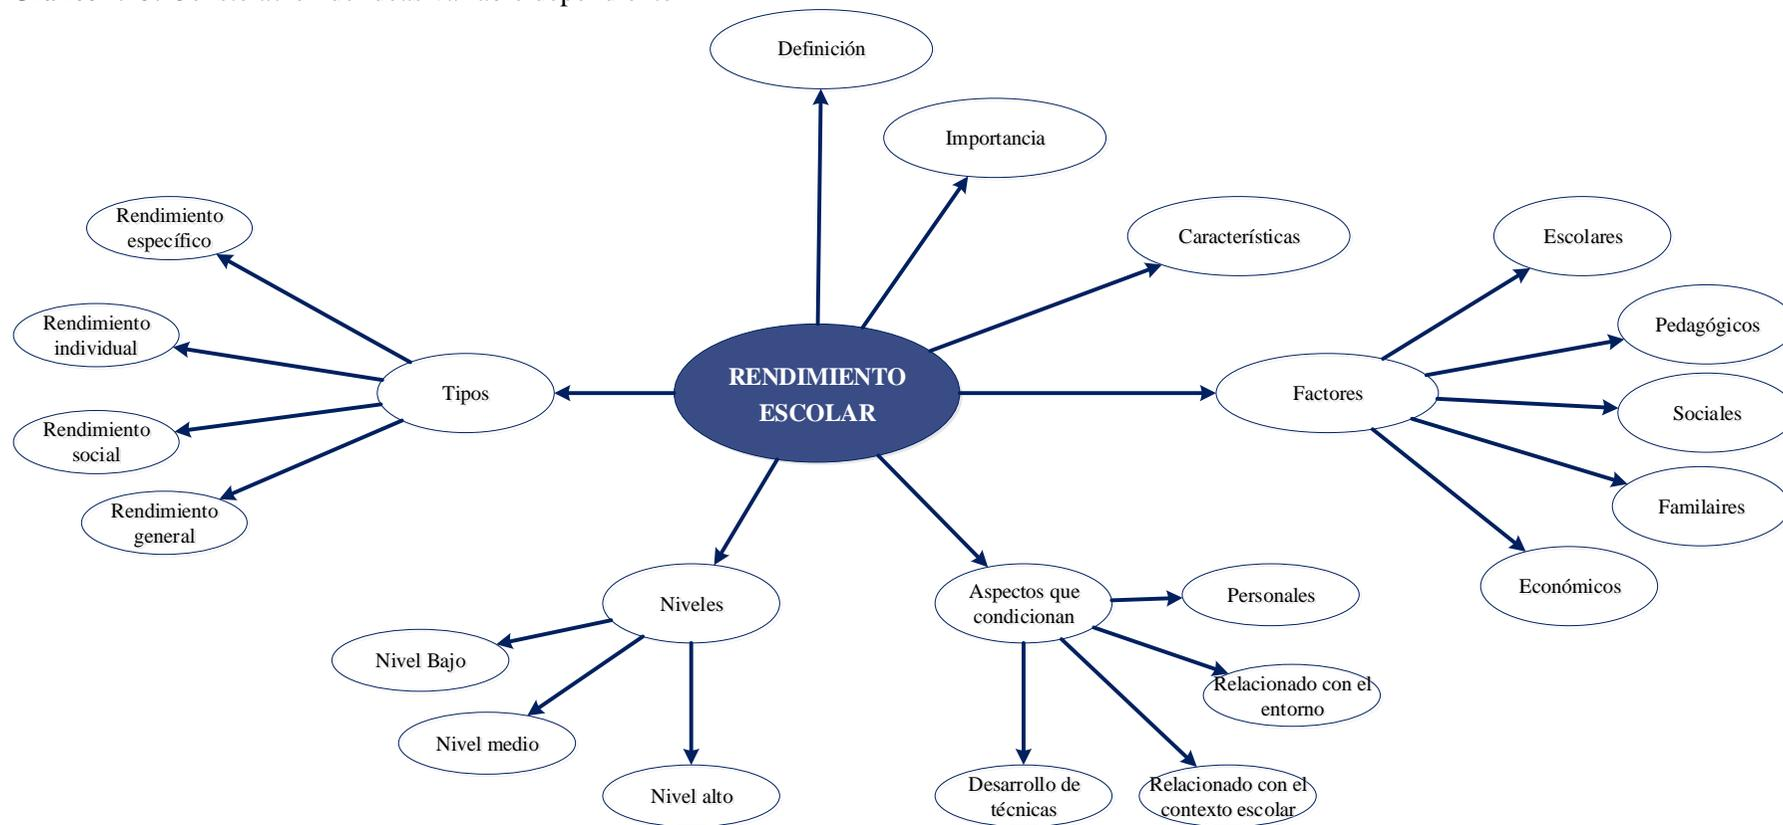 Definición
Importancia
Características
Rendimiento
específico
Rendimiento
individual
Rendimiento
social
Rendimiento
general
Tipos
RENDIMIENTO
ESCOLAR
Factores
Escolares
Pedagógicos
Sociales
Familaires
Económicos
Niveles
Nivel Bajo
Nivel medio
Nivel alto
Aspectos que
condicionan
Personales
Relacionado con el
entorno
Relacionado con el
contexto escolar
Desarrollo de
técnicas